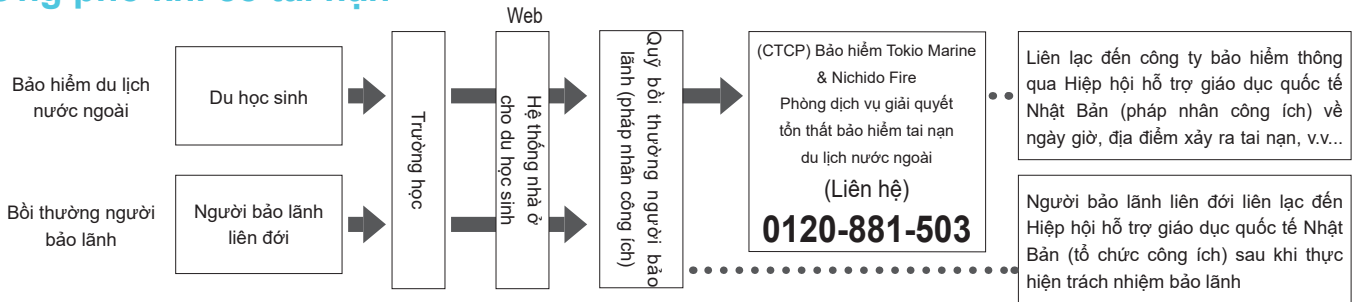 ứng phó khi có tai nạn
Web
Bảo hiểm du lịch
nước ngoài
Du học sinh
Bồi thường người
bảo lãnh
Người bảo lãnh
liên đới
Trường học
Hệ thống nhà ở
cho du học sinh
Quỹ bồi thường người bảo
lãnh (pháp nhân công ích)
(CTCP) Bảo hiểm Tokio Marine
& Nichido Fire
Phòng dịch vụ giải quyết
tổn thất bảo hiểm tai nạn
du lịch nước ngoài
(Liên hệ)
0120-881-503
Liên lạc đến công ty bảo hiểm thông
qua Hiệp hội hỗ trợ giáo dục quốc tế
Nhật Bản (pháp nhân công ích) về
ngày giờ, địa điểm xảy ra tai nạn, v.v...
Người bảo lãnh liên đới liên lạc đến
Hiệp hội hỗ trợ giáo dục quốc tế Nhật
Bản (tổ chức công ích) sau khi thực
hiện trách nhiệm bảo lãnh